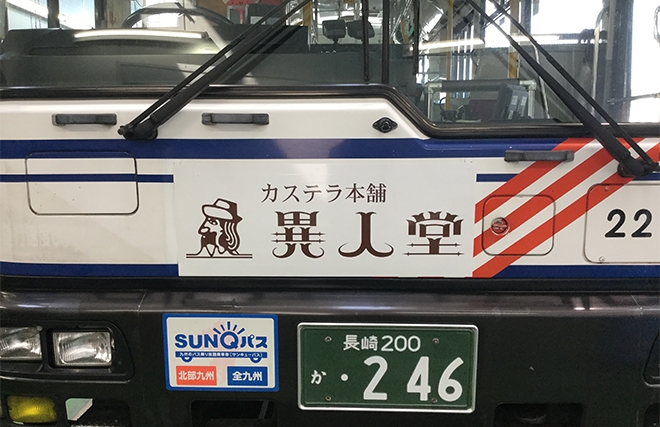 カステラ本舗
異人堂
22
SUNQパス
北部九州 全九州
長崎200
か ・246